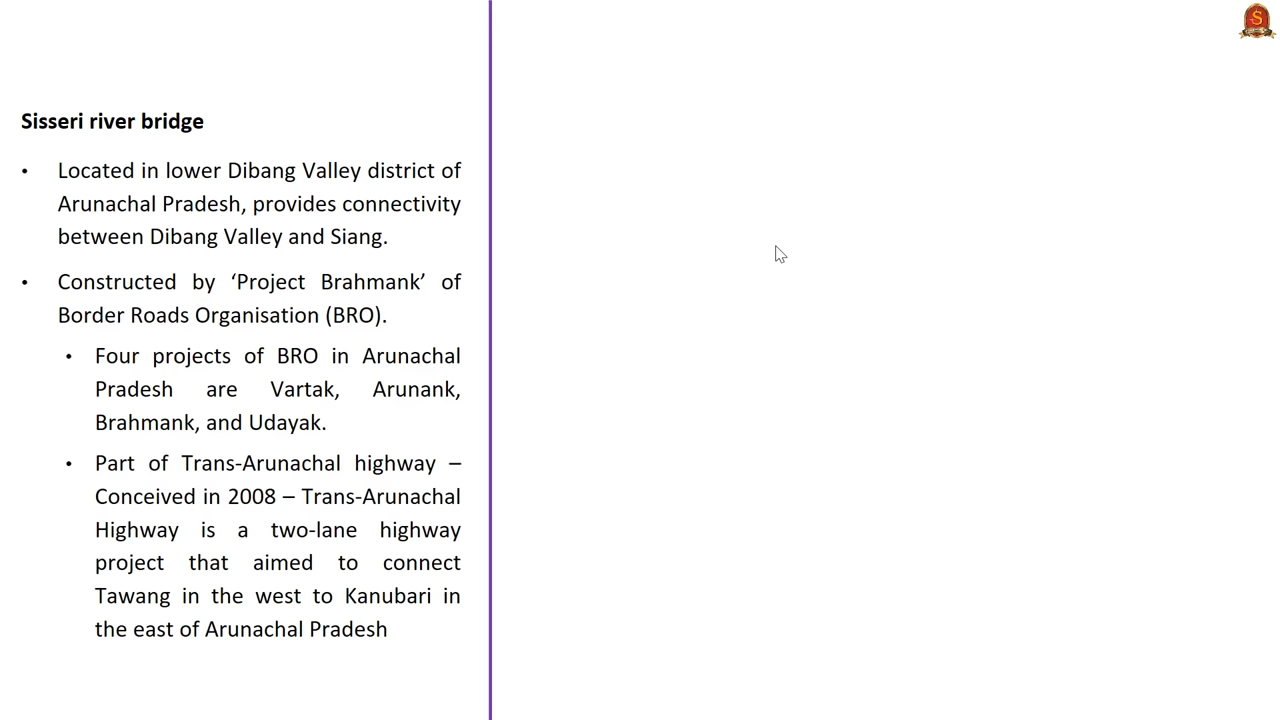 Sisseri river bridge
• Located in lower Dibang Valley district of
Arunachal Pradesh, provides connectivity
between Dibang Valley and Siang.
• Constructed by ‘Project Brahmank’ of
Border Roads Organisation (BRO).
• Four projects of BRO in Arunachal
Pradesh are Vartak, Arunank,
Brahmank, and Udayak.
• Part of Trans-Arunachal highway –
Conceived in 2008 – Trans-Arunachal
Highway is a two-lane highway
project that aimed to connect
Tawang in the west to Kanubari in
the east of Arunachal Pradesh
S